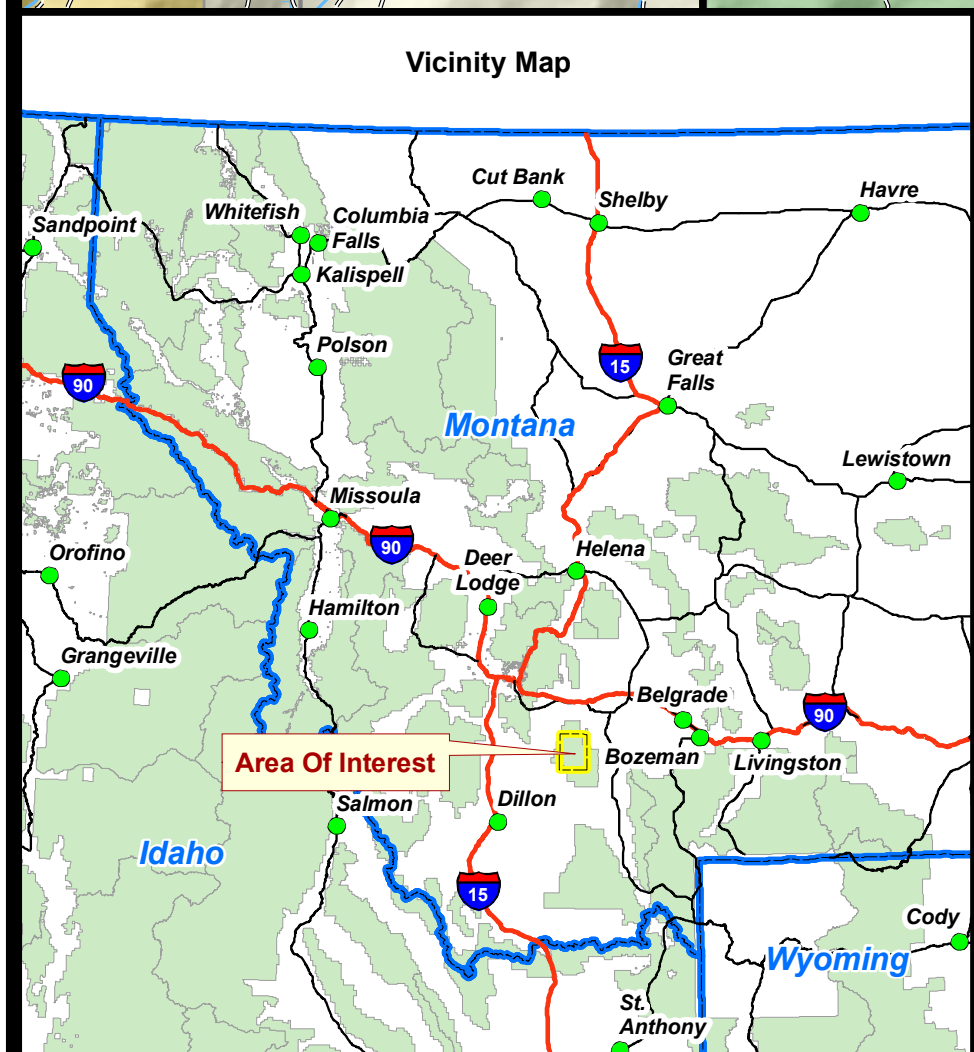 Vicinity Map
Cut Bank
Shelby
Havre
Whitefish
Columbia
Falls
Sandpoint
Kalispell
Polson
90
15
Great
Falls
Montana
Lewistown
Missoula
90
Orofino
Deer
Lodge
Helena
Hamilton
Grangeville
Belgrade
90
Area Of Interest
Bozeman
Livingston
Salmon
Dillon
Idaho
15
Cody
Wyoming
St.
Anthony